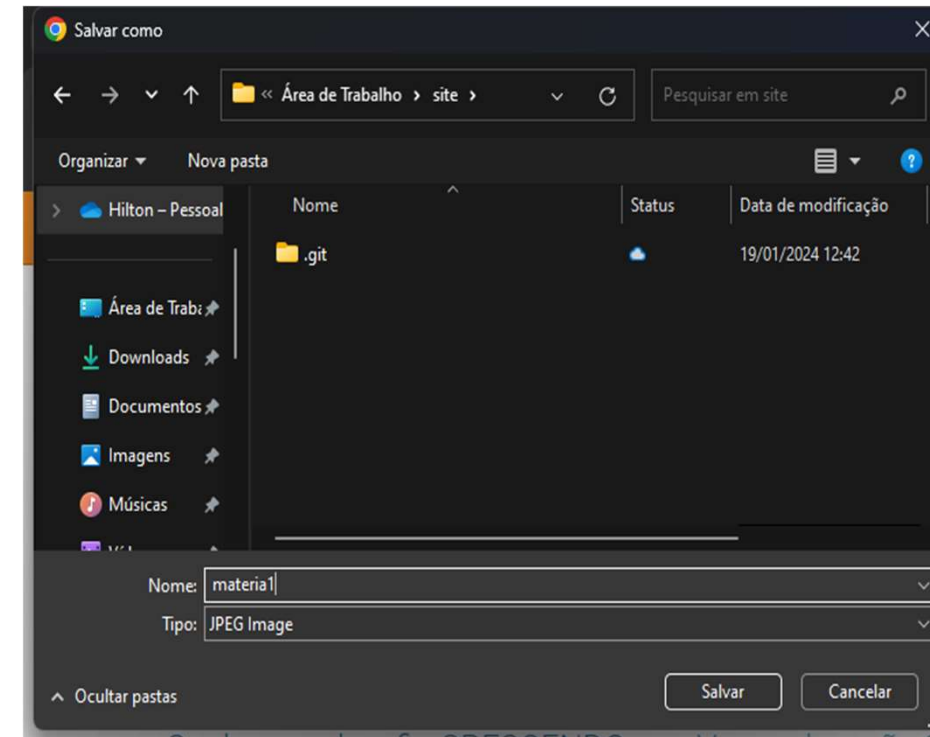 Salvar como
« Área de Trabalho › site ›
Pesquisar em site
Organizar
Nova pasta
Hilton – Pessoal
Nome
Status
Data de modificação
.git
19/01/2024 12:42
Área de Traba
Downloads
Documentos
Imagens
Músicas
Nome: materia1
Tipo: JPEG Image
Ocultar pastas
Salvar
Cancelar